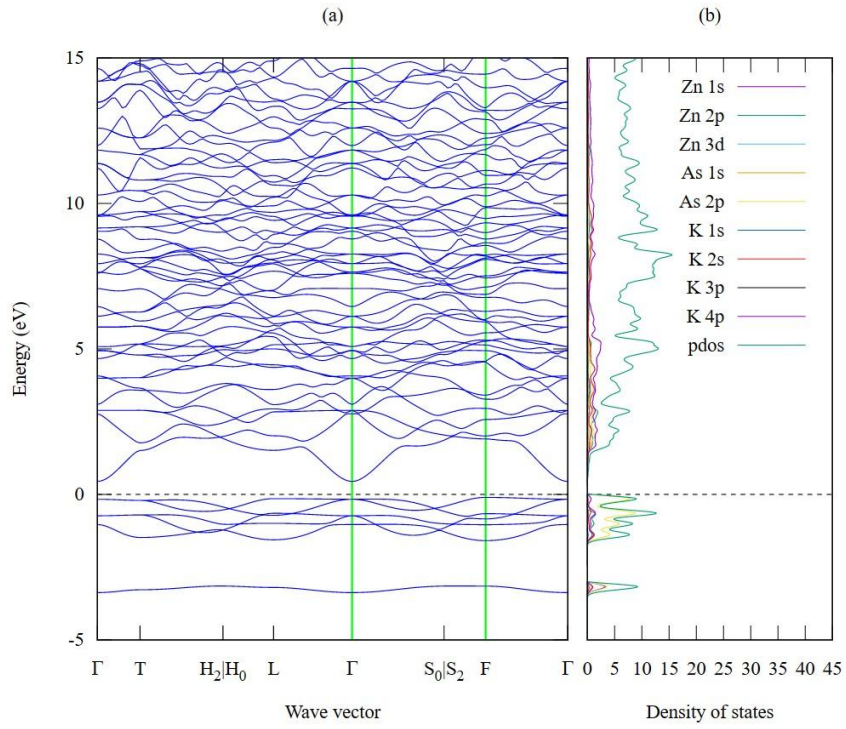 (a)
(b)
15
10
5
0
-5
Energy (eV)
Γ T H₂|H₀ L Γ S₀|S₂ F Γ
Wave vector
Zn 1s
Zn 2p
Zn 3d
As 1s
As 2p
K 1s
K 2s
K 3p
K 4p
pdos
0 5 10 15 20 25 30 35 40 45
Density of states